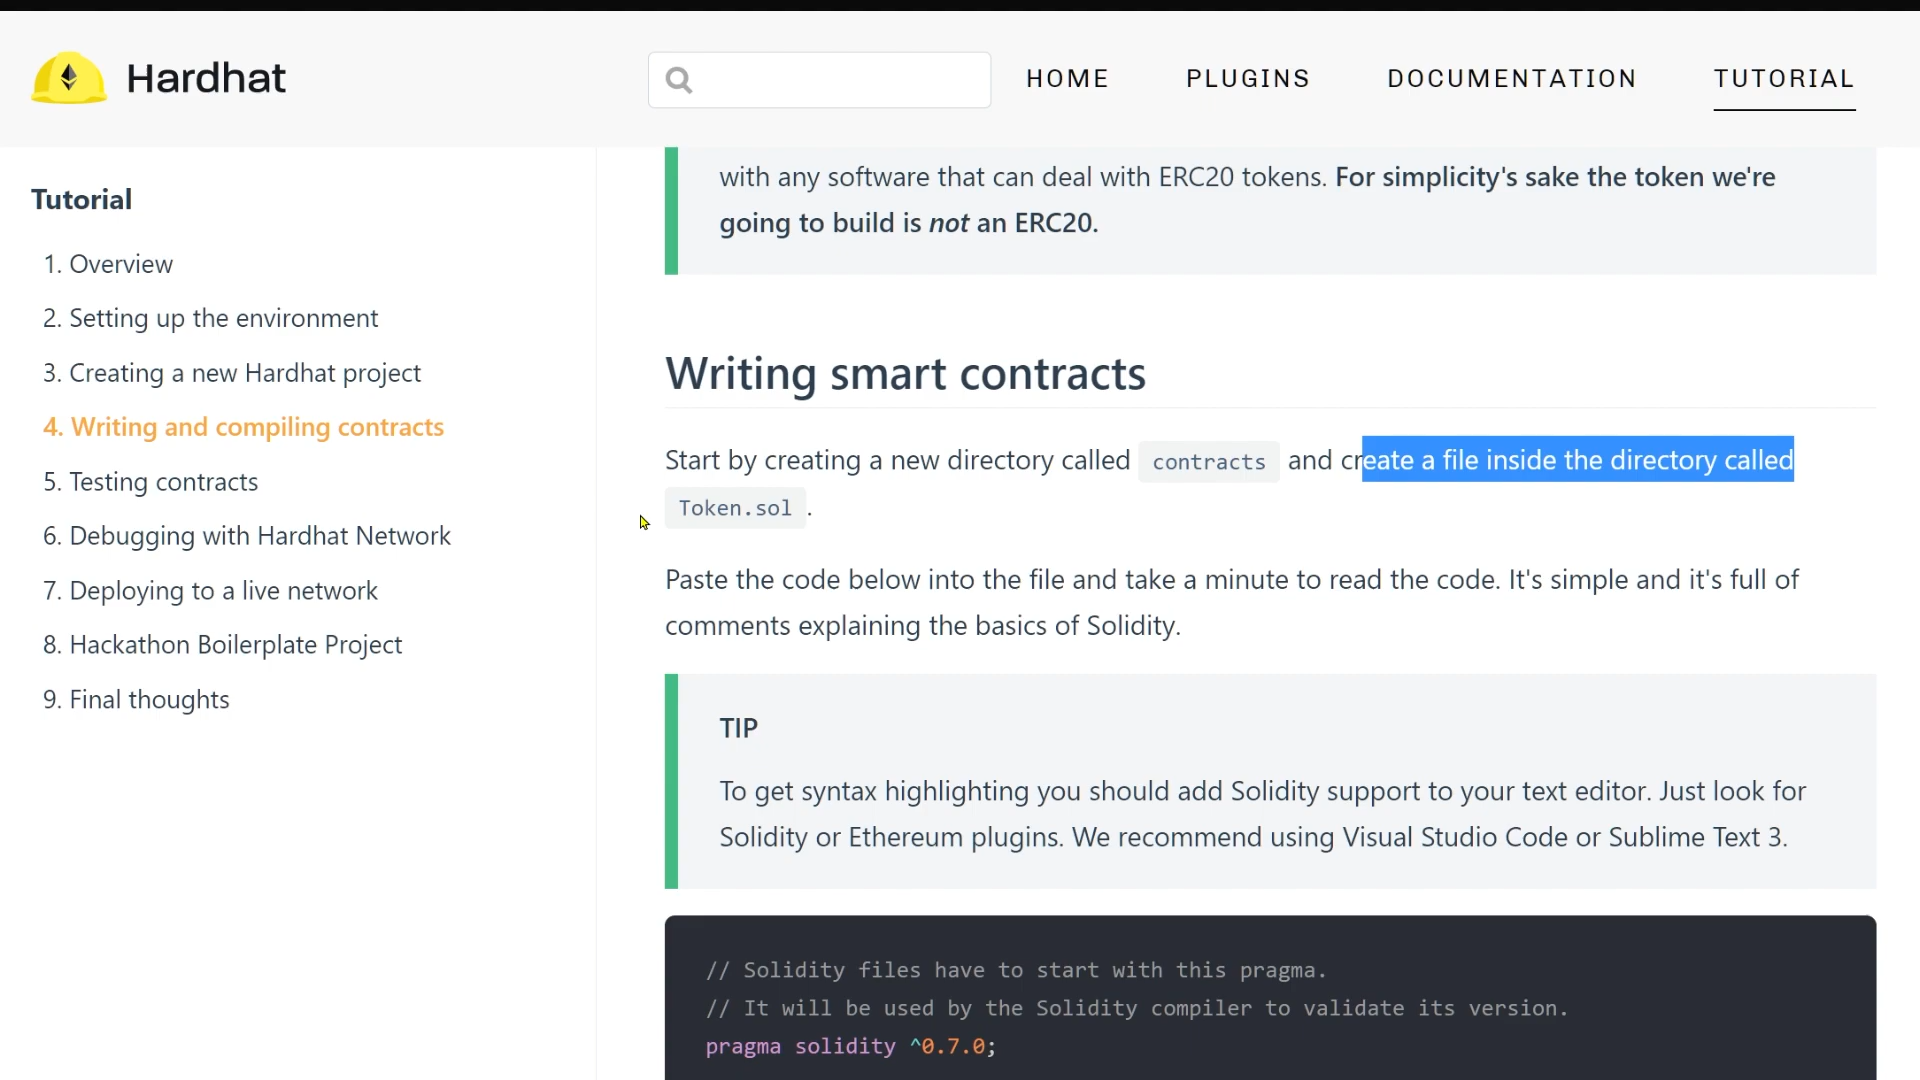 Hardhat
HOME
PLUGINS
DOCUMENTATION
TUTORIAL
Tutorial
1. Overview
2. Setting up the environment
3. Creating a new Hardhat project
4. Writing and compiling contracts
5. Testing contracts
6. Debugging with Hardhat Network
7. Deploying to a live network
8. Hackathon Boilerplate Project
9. Final thoughts
with any software that can deal with ERC20 tokens. For simplicity's sake the token we're
going to build is not an ERC20.
Writing smart contracts
Start by creating a new directory called contracts and create a file inside the directory called
Token.sol .
Paste the code below into the file and take a minute to read the code. It's simple and it's full of
comments explaining the basics of Solidity.
TIP
To get syntax highlighting you should add Solidity support to your text editor. Just look for
Solidity or Ethereum plugins. We recommend using Visual Studio Code or Sublime Text 3.
// Solidity files have to start with this pragma.
// It will be used by the Solidity compiler to validate its version.
pragma solidity ^0.7.0;